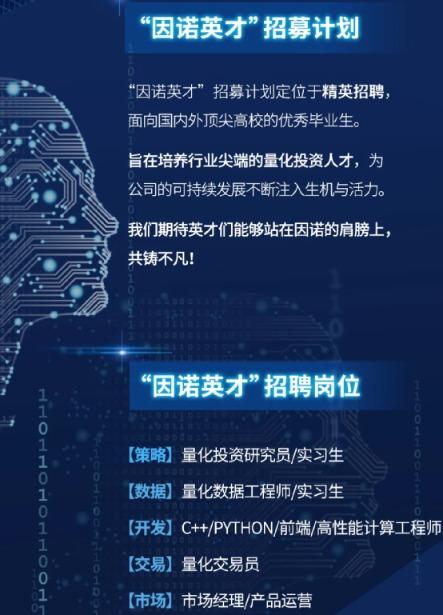 “因诺英才”招募计划
“因诺英才”招募计划定位于精英招聘，
面向国内外顶尖高校的优秀毕业生。
旨在培养行业尖端的量化投资人才，为
公司的可持续发展不断注入生机与活力。
我们期待英才们能够站在因诺的肩膀上，
共铸不凡！
“因诺英才”招聘岗位
【策略】量化投资研究员/实习生
【数据】量化数据工程师/实习生
【开发】C++/PYTHON/前端/高性能计算工程师
【交易】量化交易员
【市场】市场经理/产品运营